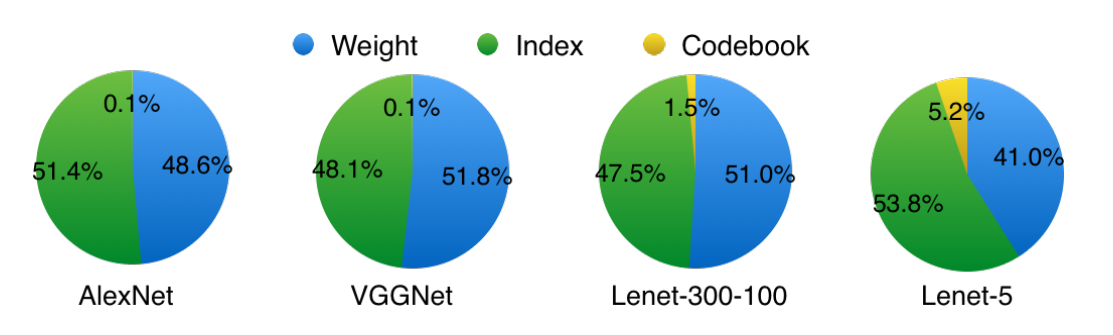 Weight Index Codebook
0.1% 0.1% 1.5% 5.2%
51.4% 48.6% 48.1% 51.8% 47.5% 51.0% 53.8% 41.0%
AlexNet VGGNet Lenet-300-100 Lenet-5